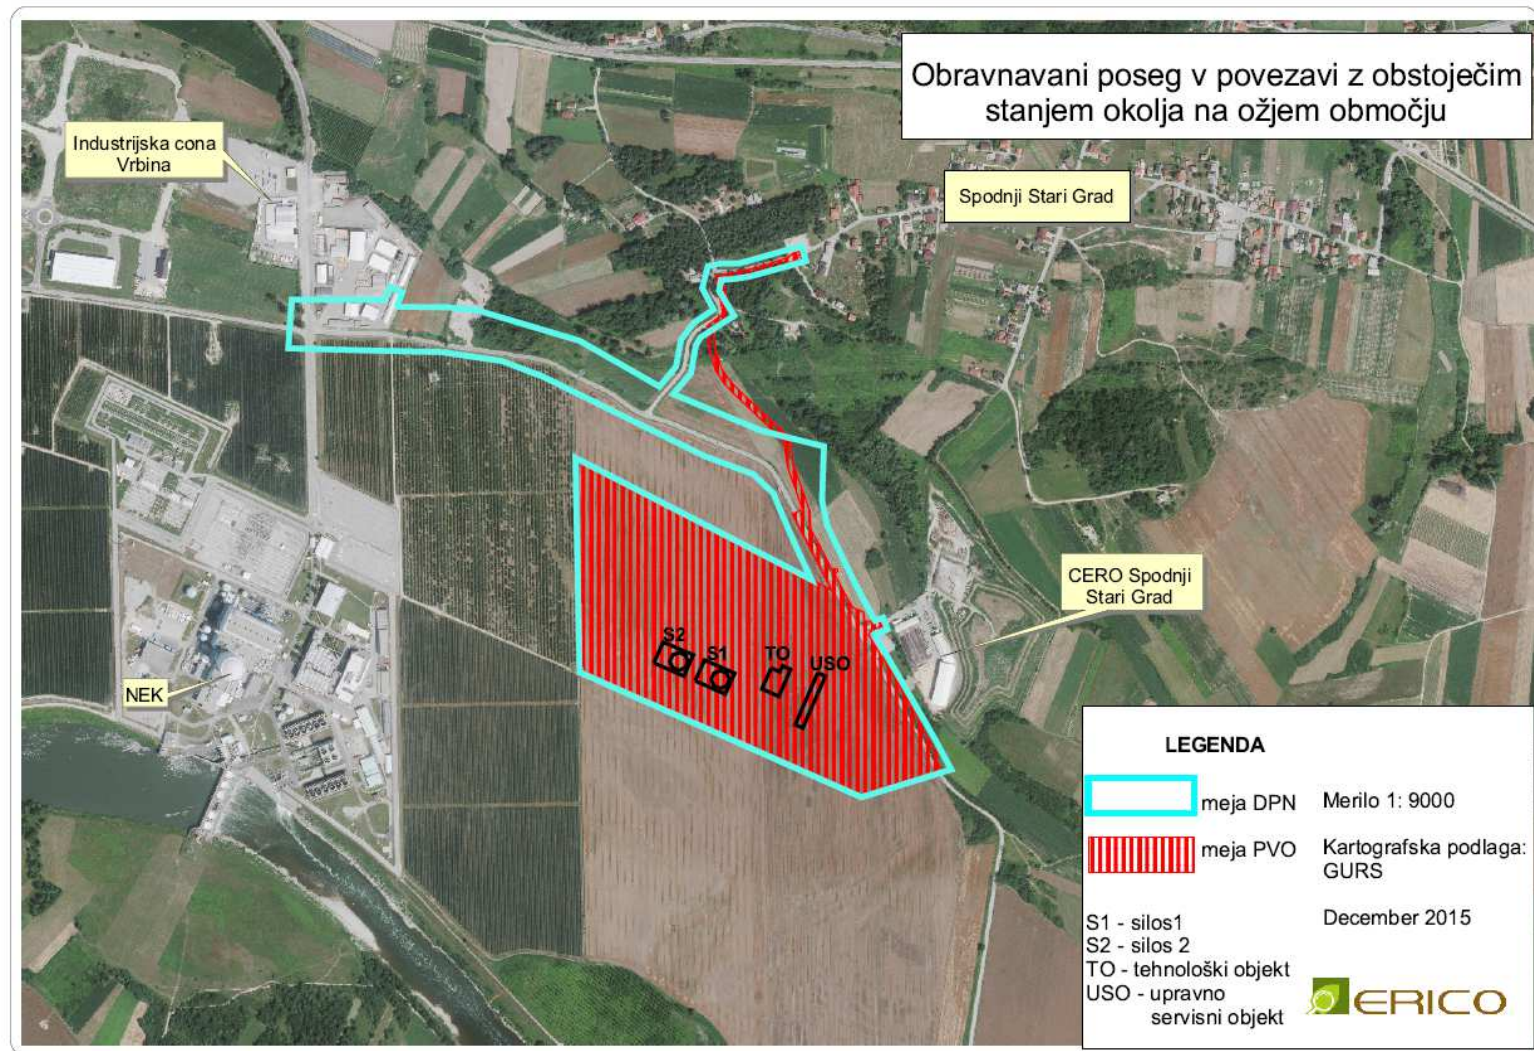 Obravnavani poseg v povezavi z obstoječim
stanjem okolja na ožjem območju
Industrijska cona
Vrbina
Spodnji Stari Grad
CERO Spodnji
Stari Grad
NEK
S2
S1
TO
USO
LEGENDA
meja DPN
Merilo 1: 9000
meja PVO
Kartografska podlaga:
GURS
December 2015
S1 - silos1
S2 - silos 2
TO - tehnološki objekt
USO - upravno
servisni objekt
ERICO